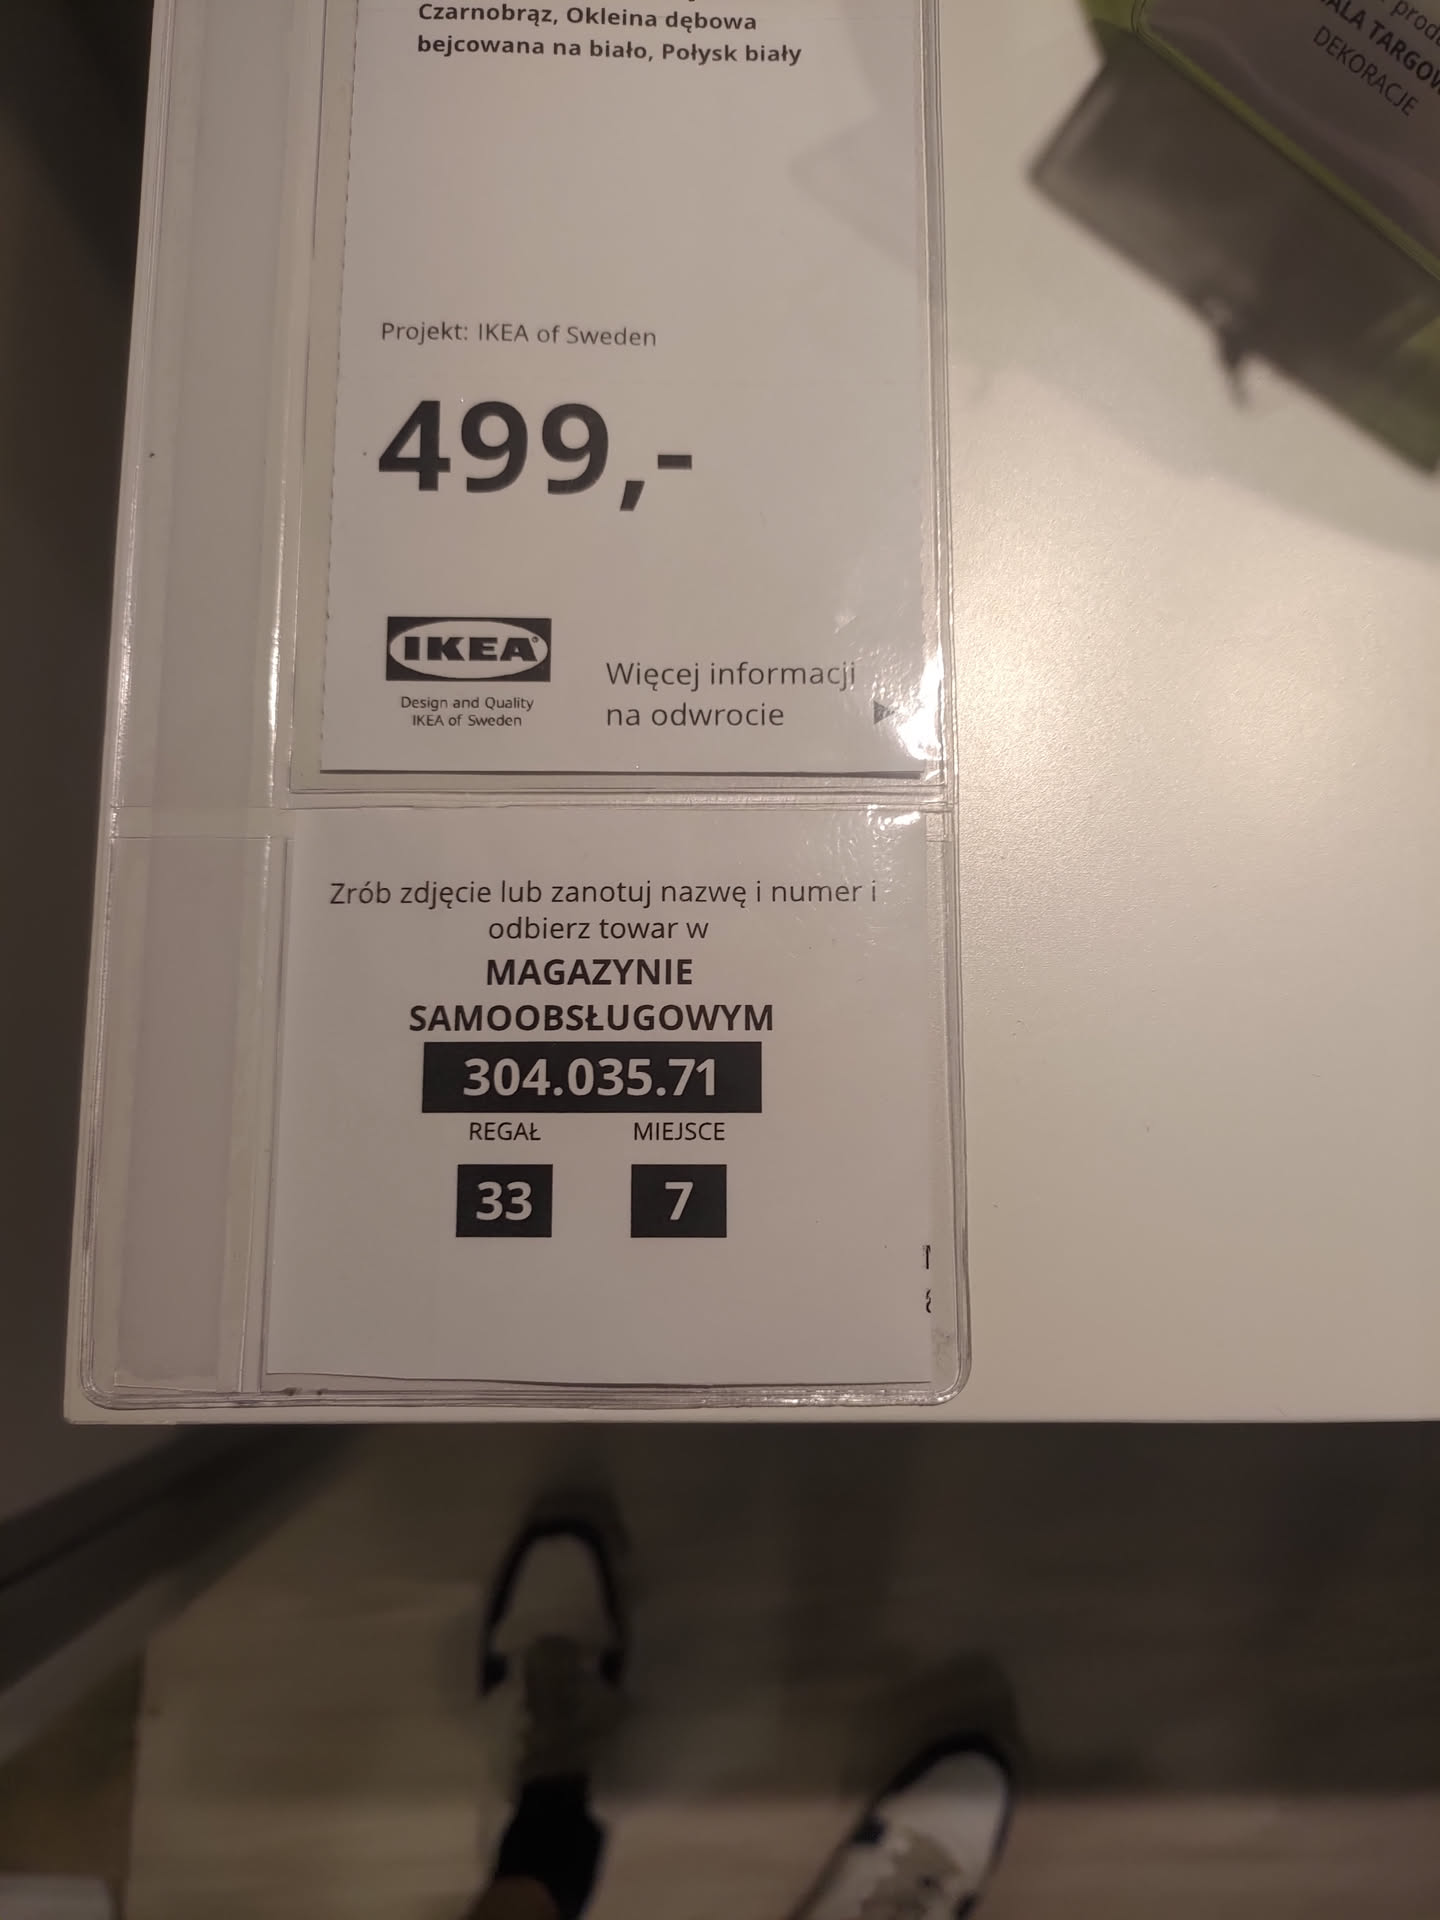 Czarnobrąz, Okleina dębowa
bejcowana na biało, Połysk biały
Projekt: IKEA of Sweden
499,-
IKEA®
Design and Quality
IKEA of Sweden
Więcej informacji
na odwrocie
Zrób zdjęcie lub zanotuj nazwę i numer i
odbierz towar w
MAGAZYNIE
SAMOOBSŁUGOWYM
304.035.71
REGAŁ MIEJSCE
33 7
DEKORACJE